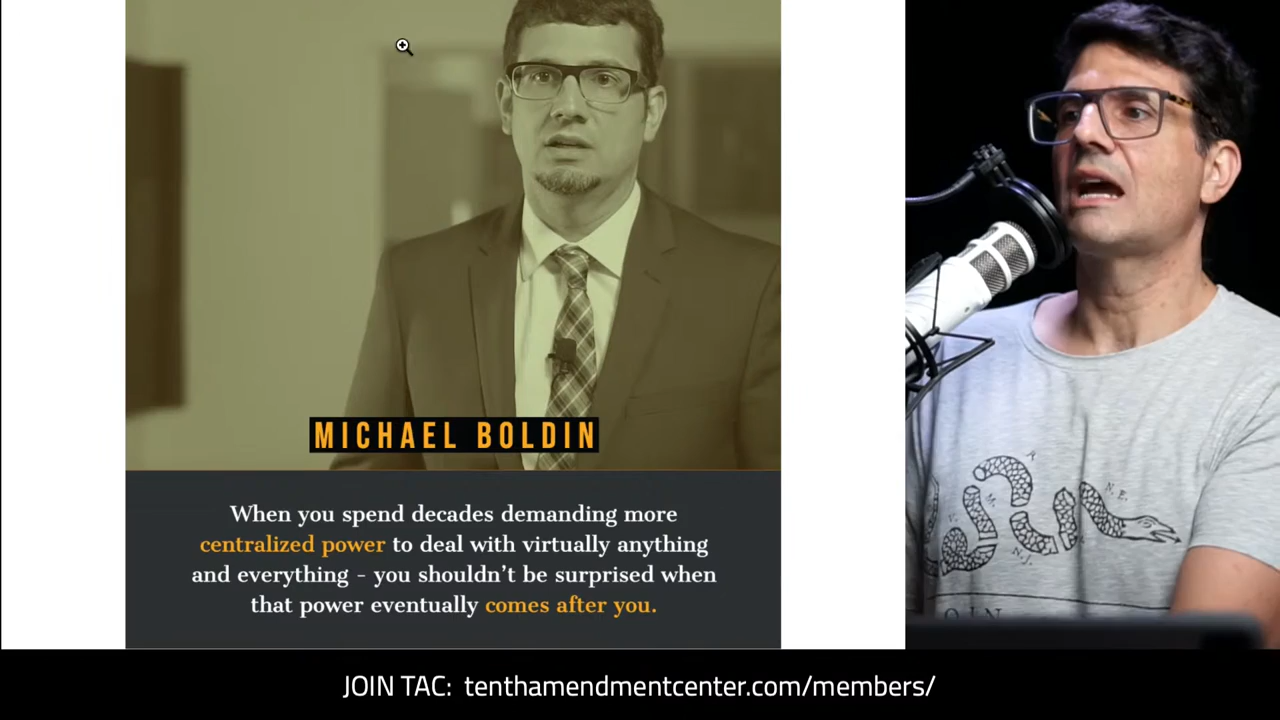 MICHAEL BOLDIN
When you spend decades demanding more
centralized power to deal with virtually anything
and everything - you shouldn't be surprised when
that power eventually comes after you.
N.E.
M.
V.
N.J.
JOIN
JOIN TAC: tenthamendmentcenter.com/members/